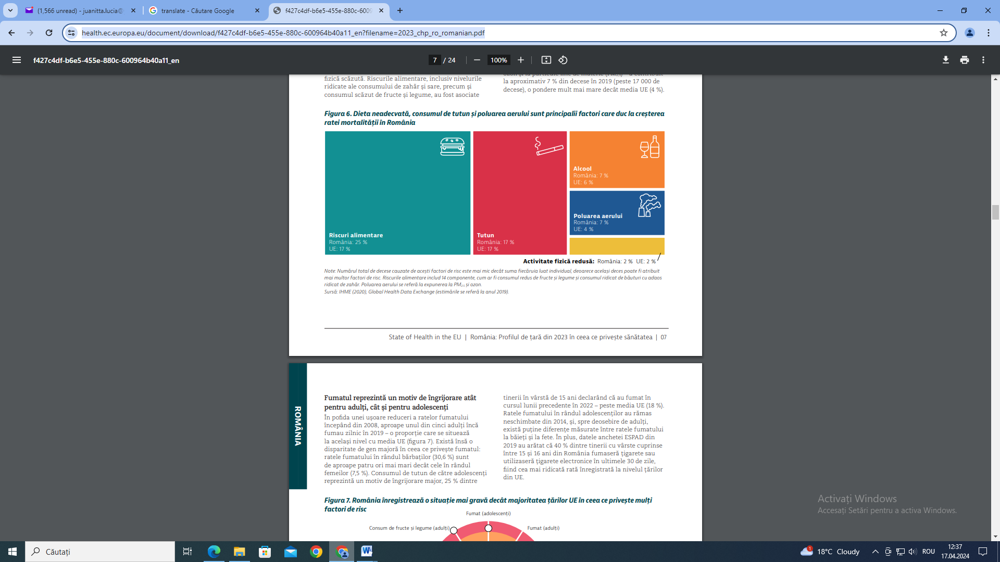 (1,566 unread) - juanitta.lucia@
translate - Căutare Google
f427c4df-b6e5-455e-880c-6009
health.ec.europa.eu/document/download/f427c4df-b6e5-455e-880c-600964b40a11_en?filename=2023_chp_ro_romanian.pdf
f427c4df-b6e5-455e-880c-600964b40a11_en
7 / 24
100%
fizică scăzută. Riscurile alimentare, inclusiv nivelurile
ridicate ale consumului de zahăr și sare, precum și
consumul scăzut de fructe și legume, au fost asociate
ozon și la particule fine de materie (PM2,5) – a contribuit
la aproximativ 7 % din decese în 2019 (peste 17 000 de
decese), o pondere mult mai mare decât media UE (4 %).
Figura 6. Dieta neadecvată, consumul de tutun și poluarea aerului sunt principalii factori care duc la creșterea
ratei mortalității în România
Riscuri alimentare
România: 25 %
UE: 17 %
Tutun
România: 17 %
UE: 17 %
Alcool
România: 7 %
UE: 6 %
Poluarea aerului
România: 7 %
UE: 4 %
Activitate fizică redusă: România: 2 % UE: 2 %
Note: Numărul total de decese cauzate de acești factori de risc este mai mic decât suma fiecăruia luat individual, deoarece același deces poate fi atribuit
mai multor factori de risc. Riscurile alimentare includ 14 componente, cum ar fi consumul redus de fructe și legume și consumul ridicat de băuturi cu adaos
ridicat de zahăr. Poluarea aerului se referă la expunerea la PM2.5 și ozon.
Sursă: IHME (2020), Global Health Data Exchange (estimările se referă la anul 2019).
State of Health in the EU | România: Profilul de țară din 2023 în ceea ce privește sănătatea | 07
ROMÂNIA
Fumatul reprezintă un motiv de îngrijorare atât
pentru adulți, cât și pentru adolescenți
În pofida unei ușoare reduceri a ratelor fumatului
începând din 2008, aproape unul din cinci adulți încă
fumau zilnic în 2019 – o proporție care se situează
la același nivel cu media UE (figura 7). Există însă o
disparitate de gen majoră în ceea ce privește fumatul:
ratele fumatului în rândul bărbaților (30,6 %) sunt
de aproape patru ori mai mari decât cele în rândul
femeilor (7,5 %). Consumul de tutun de către adolescenți
reprezintă un motiv de îngrijorare major, 25 % dintre
tinerii în vârstă de 15 ani declarând că au fumat în
cursul lunii precedente în 2022 – peste media UE (18 %).
Ratele fumatului în rândul adolescenților au rămas
neschimbate din 2014, și, spre deosebire de adulți,
există puține diferențe măsurate între ratele fumatului
la băieți și la fete. În plus, datele anchetei ESPAD din
2019 au arătat că 40 % dintre tinerii cu vârste cuprinse
între 15 și 16 ani din România fumaseră țigarete sau
utilizaseră țigarete electronice în ultimele 30 de zile,
fiind cea mai ridicată rată înregistrată la nivelul țărilor
din UE.
Figura 7. România înregistrează o situație mai gravă decât majoritatea țărilor UE în ceea ce privește mulți
factori de risc
Fumat (adolescenți)
Consum de fructe și legume (adulți)
Fumat (adulți)
Activați Windows
Accesați Setări pentru a activa Windows.
Căutați
1
18°C Cloudy
ROU
12:37
17.04.2024